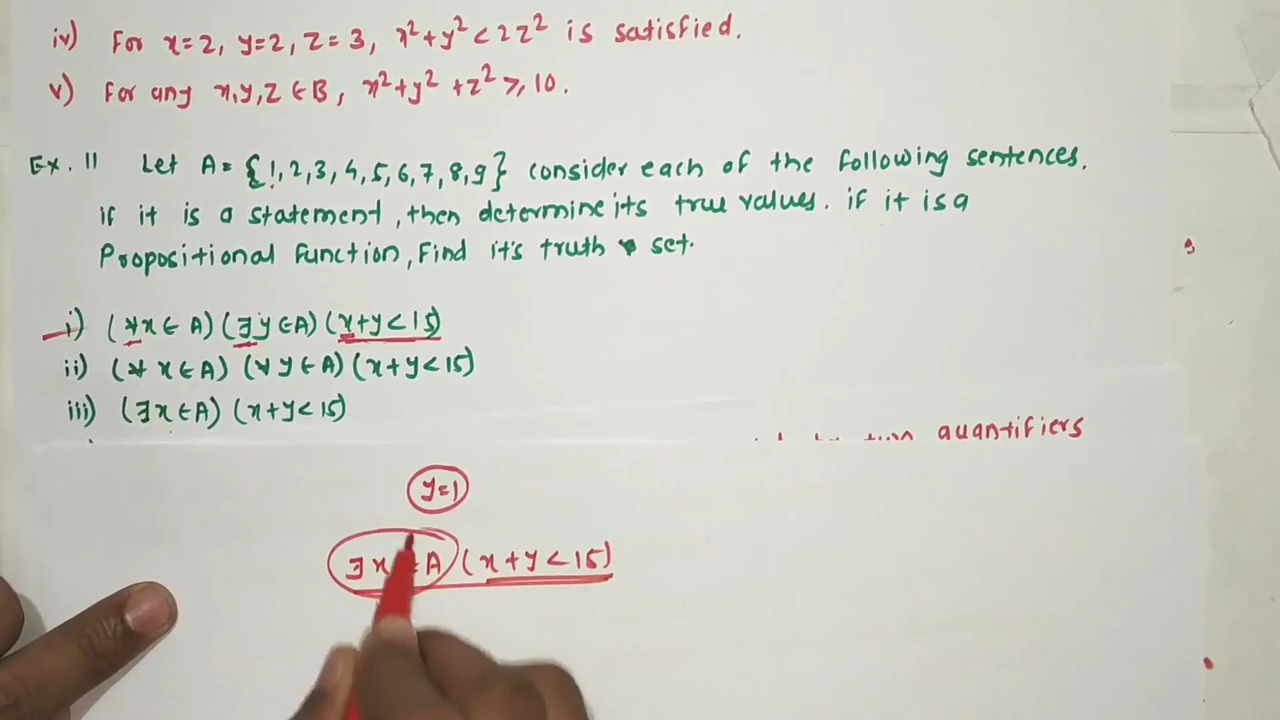 iv) For x=2, y=2, z=3, x²+y²<2z² is satisfied.
v) For any x,y,z ∈ B, x²+y²+z² ⩾ 10.
Ex. 11 Let A= {1,2,3,4,5,6,7,8,9} consider each of the following sentences.
if it is a statement, then determine its true values. if it is a
Propositional function, Find it's truth set.
i) (∀x∈A) (∃y∈A) (x+y<15)
ii) (∀x∈A) (∀y∈A) (x+y<15)
iii) (∃x∈A) (x+y<15)
quantifiers
y=1
∃x∈A (x+y<15)